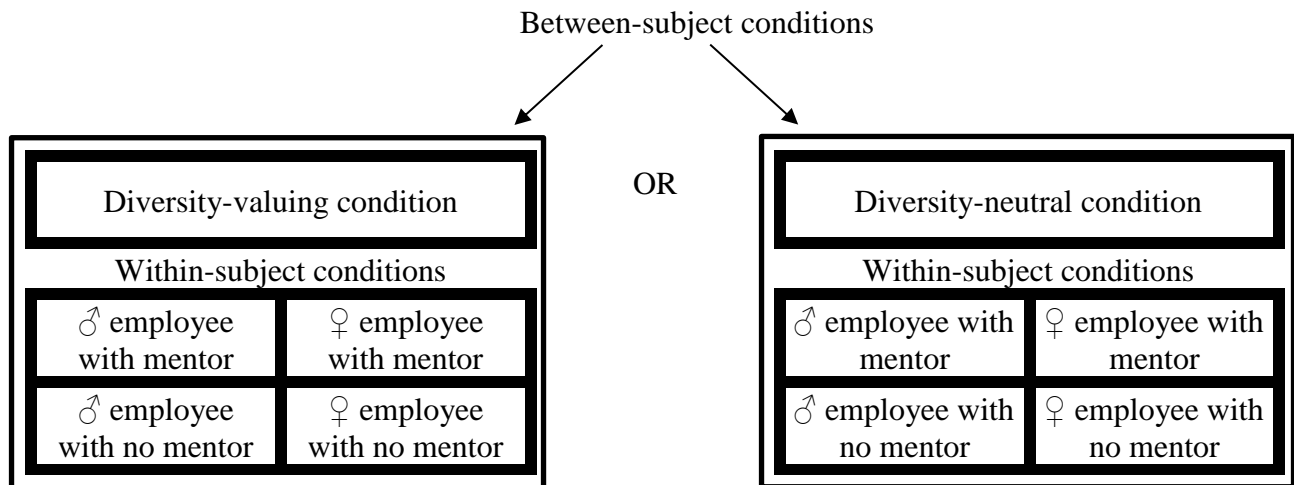 Between-subject conditions
OR
Diversity-valuing condition
Within-subject conditions
♂ employee
with mentor
♀ employee
with mentor
♂ employee
with no mentor
♀ employee
with no mentor
Diversity-neutral condition
Within-subject conditions
♂ employee with
mentor
♀ employee with
mentor
♂ employee with
no mentor
♀ employee with
no mentor